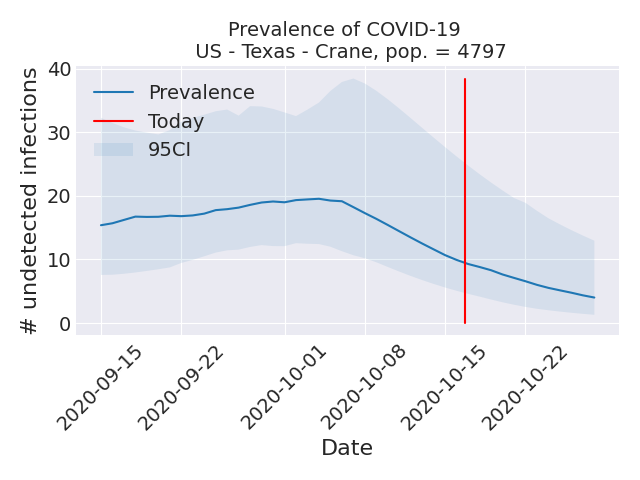 Prevalence of COVID-19
US - Texas - Crane, pop. = 4797
# undetected infections
40
30
20
10
0
Prevalence
Today
95CI
2020-09-15
2020-09-22
2020-10-01
2020-10-08
2020-10-15
2020-10-22
Date